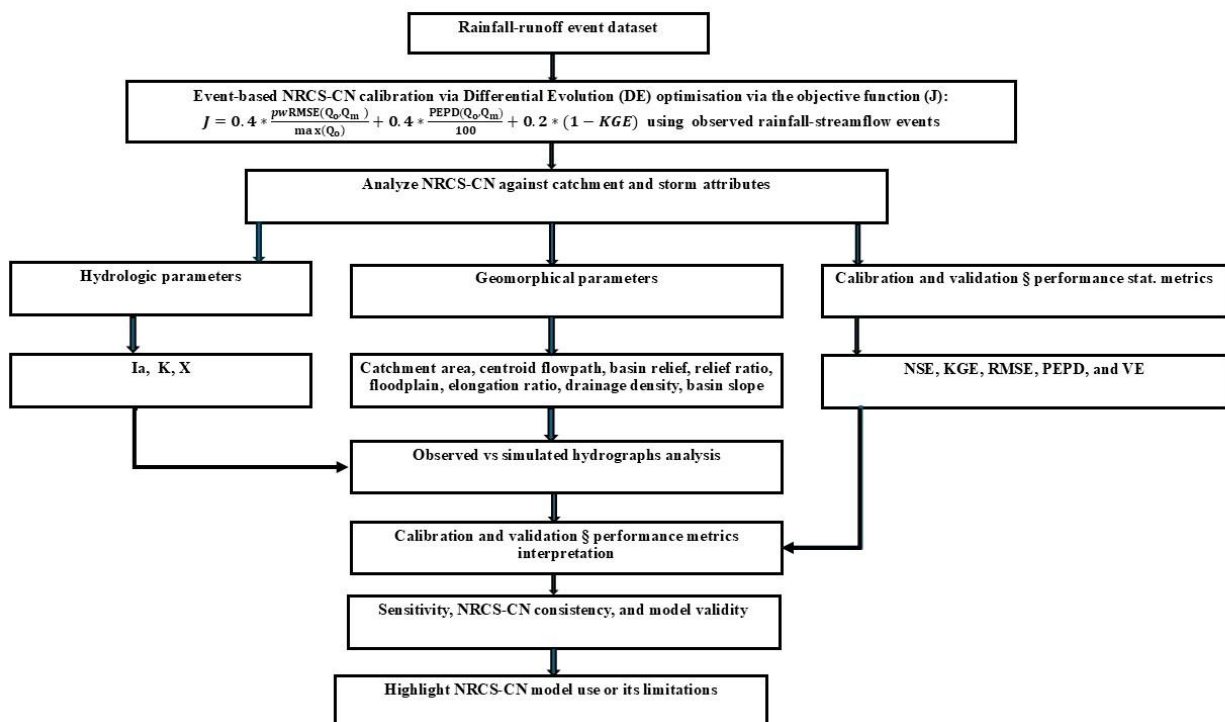 Rainfall-runoff event dataset
Event-based NRCS-CN calibration via Differential Evolution (DE) optimisation via the objective function (J):
J = 0.4 * pwRMSE(Qₒ,Qₘ)/max(Qₒ) + 0.4 * PEPD(Qₒ,Qₘ)/100 + 0.2 * (1 − KGE) using observed rainfall-streamflow events
Analyze NRCS-CN against catchment and storm attributes
Hydrologic parameters
Geomorphical parameters
Calibration and validation § performance stat. metrics
Ia, K, X
Catchment area, centroid flowpath, basin relief, relief ratio,
floodplain, elongation ratio, drainage density, basin slope
NSE, KGE, RMSE, PEPD, and VE
Observed vs simulated hydrographs analysis
Calibration and validation § performance metrics
interpretation
Sensitivity, NRCS-CN consistency, and model validity
Highlight NRCS-CN model use or its limitations